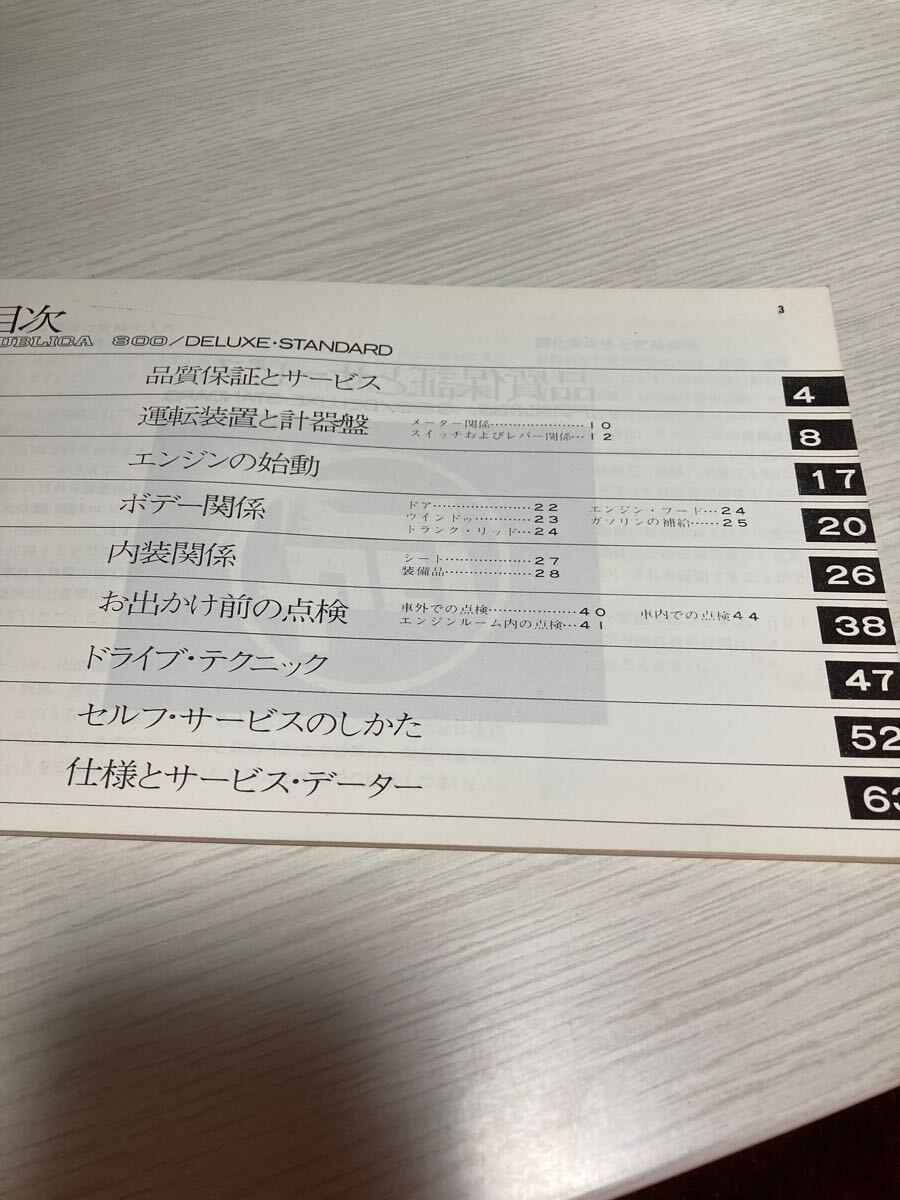 3
目次
PUBLICA 800/DELUXE・STANDARD
品質保証とサービス 4
運転装置と計器盤 8
メーター関係…………………10
スイッチおよびレバー関係…12
エンジンの始動 17
ボデー関係 20
ドア…………………22
ウインドゥ…………23
トランク・リッド…24
エンジン・フード…24
ガソリンの補給……25
内装関係 26
シート………………27
装備品………………28
お出かけ前の点検 38
車外での点検………………40
エンジンルーム内の点検…41
車内での点検44
ドライブ・テクニック 47
セルフ・サービスのしかた 52
仕様とサービス・データー 63